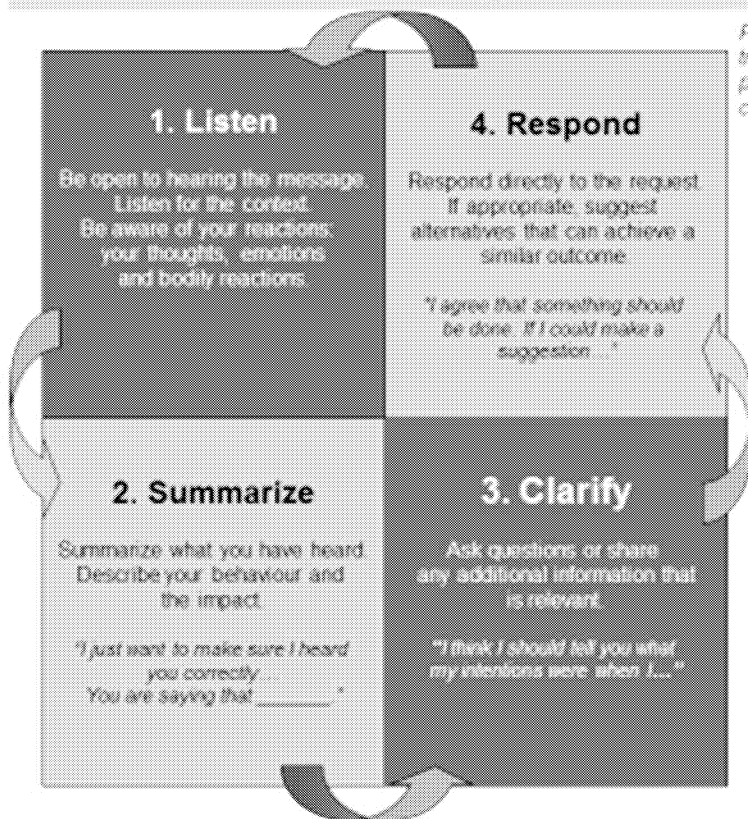 1. Listen
Be open to hearing the message.
Listen for the context.
Be aware of your reactions:
your thoughts, emotions
and bodily reactions.
2. Summarize
Summarize what you have heard.
Describe your behaviour and
the impact.
"I just want to make sure I heard
you correctly...
You are saying that _______."
3. Clarify
Ask questions or share
any additional information that
is relevant.
"I think I should tell you what
my intentions were when I..."
4. Respond
Respond directly to the request.
If appropriate, suggest
alternatives that can achieve a
similar outcome.
"I agree that something should
be done. If I could make a
suggestion..."